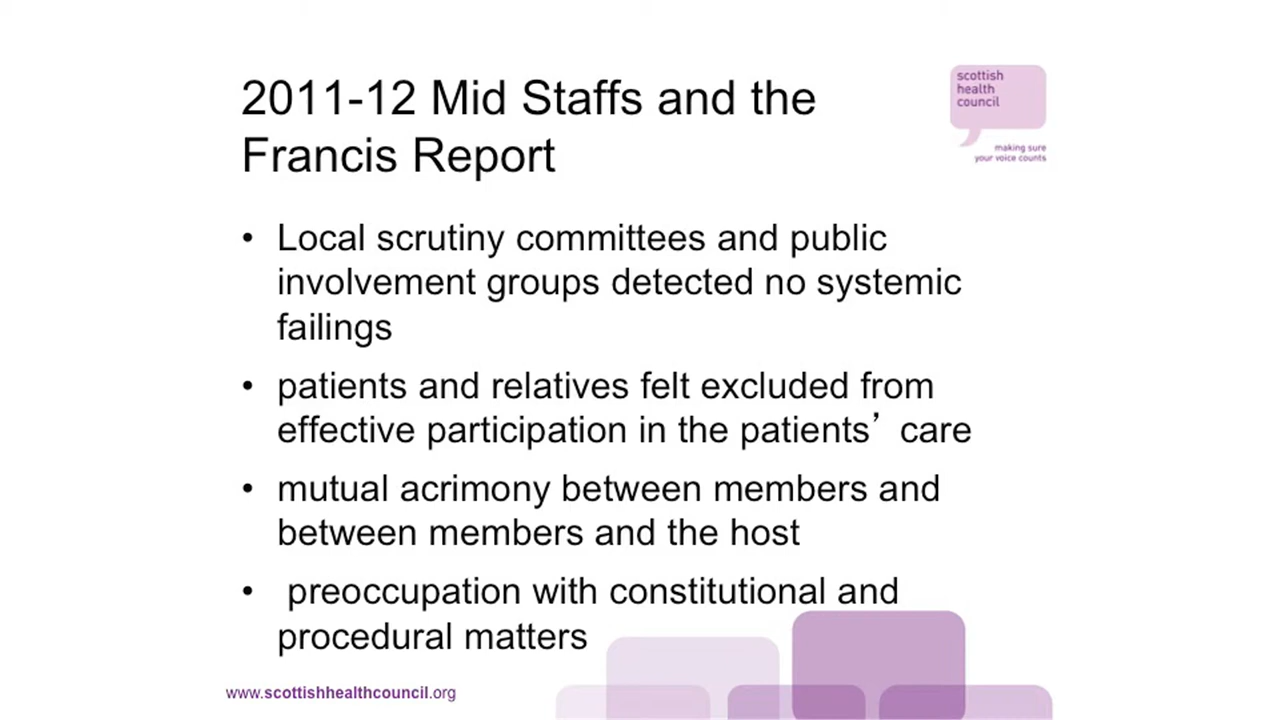 2011-12 Mid Staffs and the
Francis Report
scottish
health
council
making sure
your voice counts
• Local scrutiny committees and public
involvement groups detected no systemic
failings
• patients and relatives felt excluded from
effective participation in the patients’ care
• mutual acrimony between members and
between members and the host
• preoccupation with constitutional and
procedural matters
www.scottishhealthcouncil.org